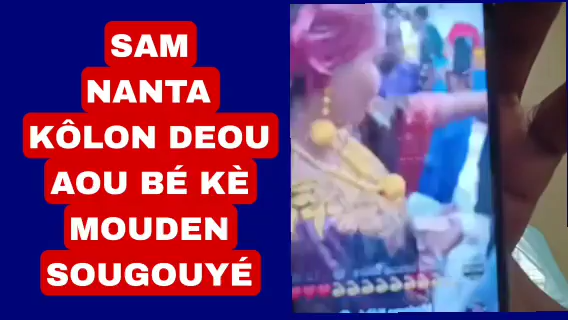 SAM
NANTA
KÔLON DEOU
AOU BÉ KÈ
MOUDEN
SOUGOUYÉ